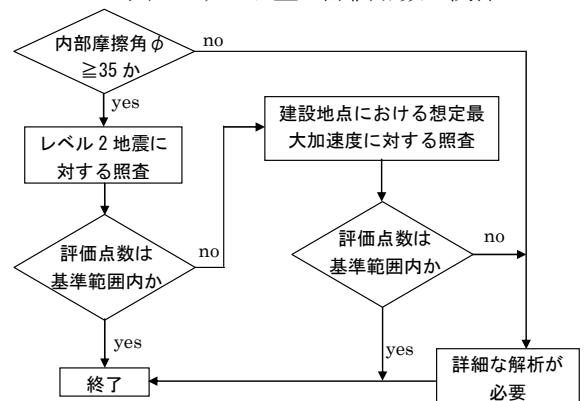 内部摩擦角φ
≧35 か
no
yes
レベル 2 地震に
対する照査
建設地点における想定最
大加速度に対する照査
評価点数は
基準範囲内か
no
評価点数は
基準範囲内か
no
yes
yes
終了
詳細な解析が
必要